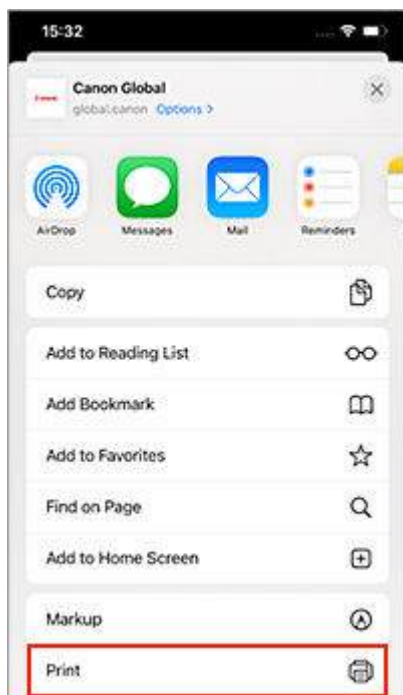 15:32
Canon Global
global.canon Options >
AirDrop
Messages
Mail
Reminders
Copy
Add to Reading List
Add Bookmark
Add to Favorites
Find on Page
Add to Home Screen
Markup
Print